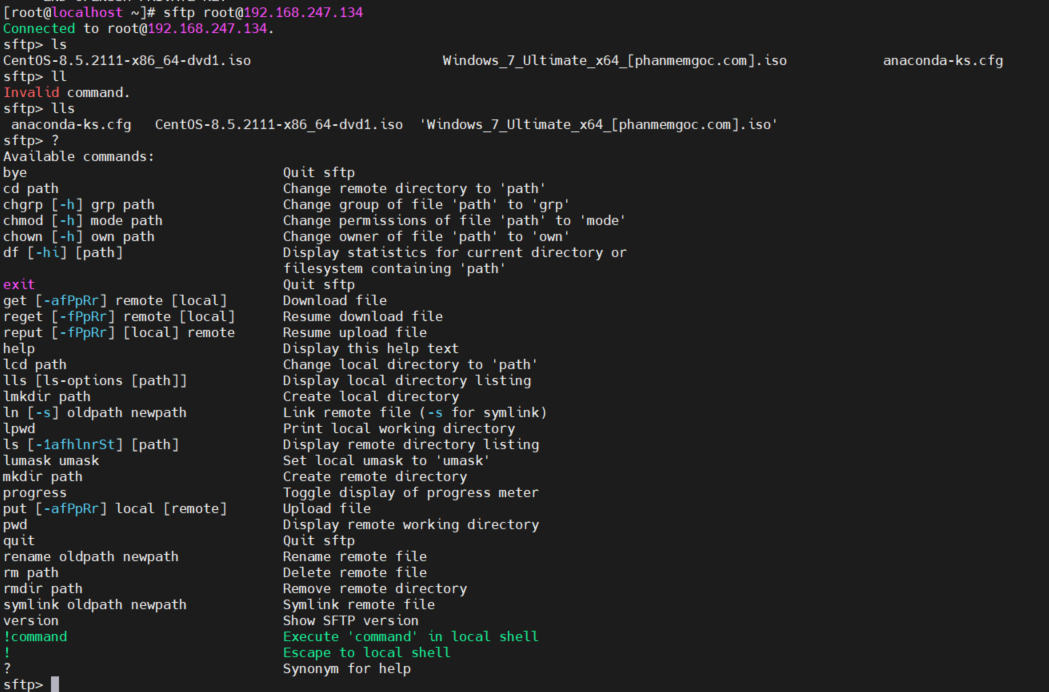 [root@localhost ~]# sftp root@192.168.247.134
Connected to root@192.168.247.134.
sftp> ls
CentOS-8.5.2111-x86_64-dvd1.iso Windows_7_Ultimate_x64_[phanmemgoc.com].iso anaconda-ks.cfg
sftp> ll
Invalid command.
sftp> lls
anaconda-ks.cfg CentOS-8.5.2111-x86_64-dvd1.iso 'Windows_7_Ultimate_x64_[phanmemgoc.com].iso'
sftp> ?
Available commands:
bye Quit sftp
cd path Change remote directory to 'path'
chgrp [-h] grp path Change group of file 'path' to 'grp'
chmod [-h] mode path Change permissions of file 'path' to 'mode'
chown [-h] own path Change owner of file 'path' to 'own'
df [-hi] [path] Display statistics for current directory or
filesystem containing 'path'
exit Quit sftp
get [-afPpRr] remote [local] Download file
reget [-fPpRr] remote [local] Resume download file
reput [-fPpRr] [local] remote Resume upload file
help Display this help text
lcd path Change local directory to 'path'
lls [ls-options [path]] Display local directory listing
lmkdir path Create local directory
ln [-s] oldpath newpath Link remote file (-s for symlink)
lpwd Print local working directory
ls [-1afhlnrSt] [path] Display remote directory listing
lumask umask Set local umask to 'umask'
mkdir path Create remote directory
progress Toggle display of progress meter
put [-afPpRr] local [remote] Upload file
pwd Display remote working directory
quit Quit sftp
rename oldpath newpath Rename remote file
rm path Delete remote file
rmdir path Remove remote directory
symlink oldpath newpath Symlink remote file
version Show SFTP version
!command Execute 'command' in local shell
! Escape to local shell
? Synonym for help
sftp>